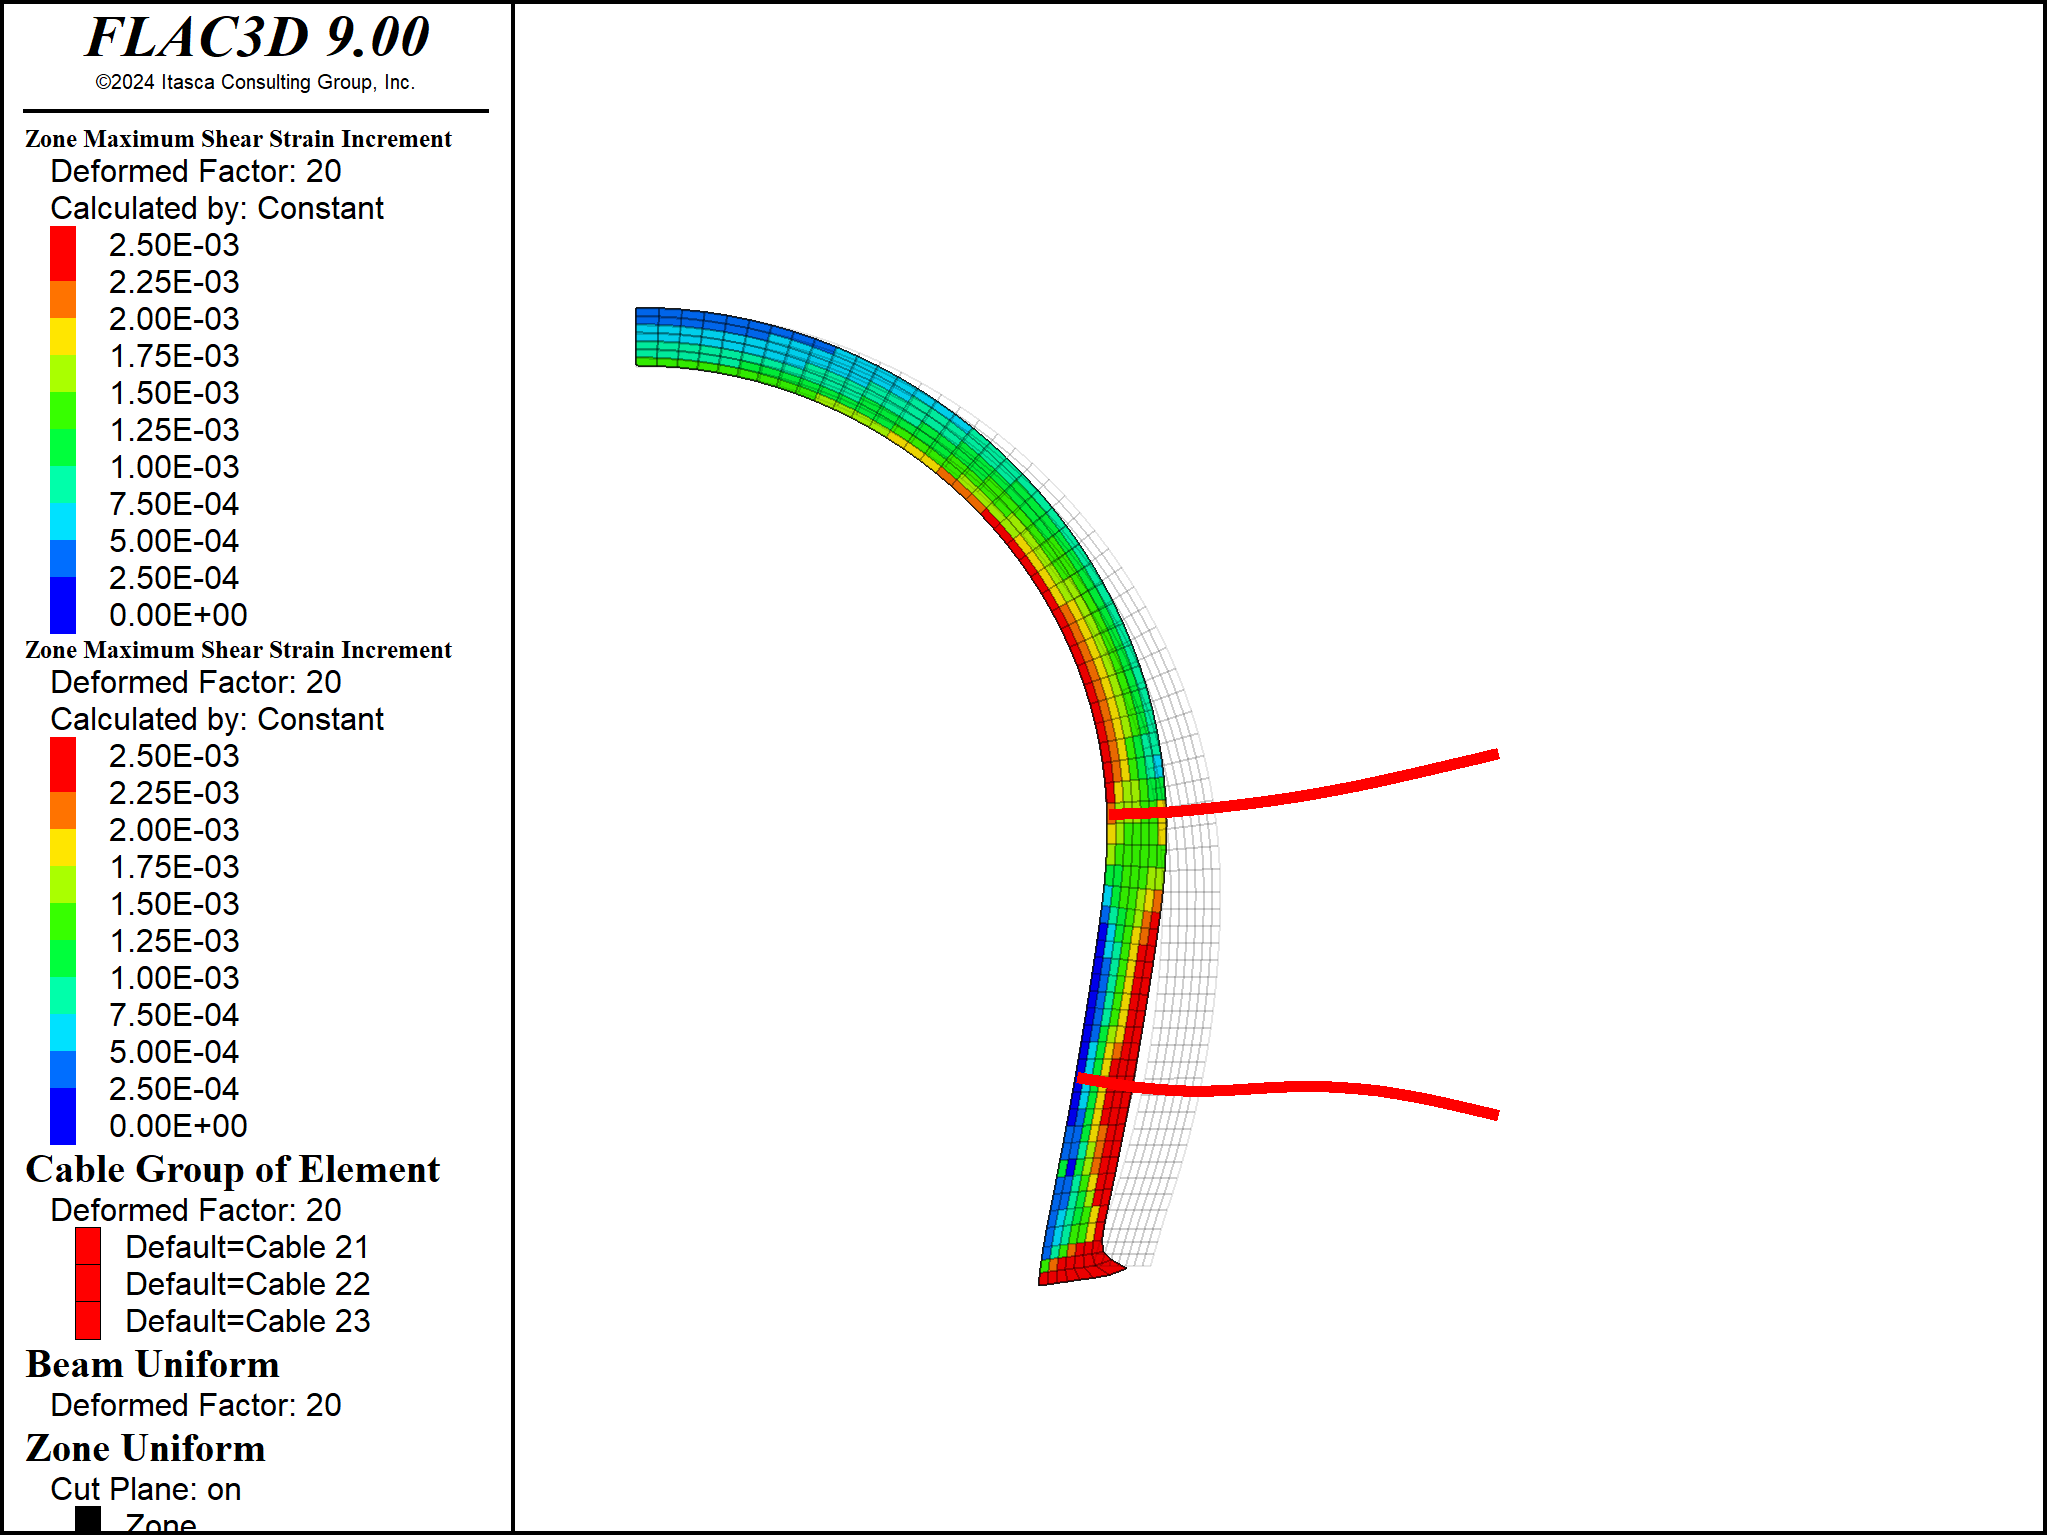 FLAC3D 9.00
©2024 Itasca Consulting Group, Inc.
Zone Maximum Shear Strain Increment
Deformed Factor: 20
Calculated by: Constant
2.50E-03
2.25E-03
2.00E-03
1.75E-03
1.50E-03
1.25E-03
1.00E-03
7.50E-04
5.00E-04
2.50E-04
0.00E+00
Zone Maximum Shear Strain Increment
Deformed Factor: 20
Calculated by: Constant
2.50E-03
2.25E-03
2.00E-03
1.75E-03
1.50E-03
1.25E-03
1.00E-03
7.50E-04
5.00E-04
2.50E-04
0.00E+00
Cable Group of Element
Deformed Factor: 20
Default=Cable 21
Default=Cable 22
Default=Cable 23
Beam Uniform
Deformed Factor: 20
Zone Uniform
Cut Plane: on
Zone